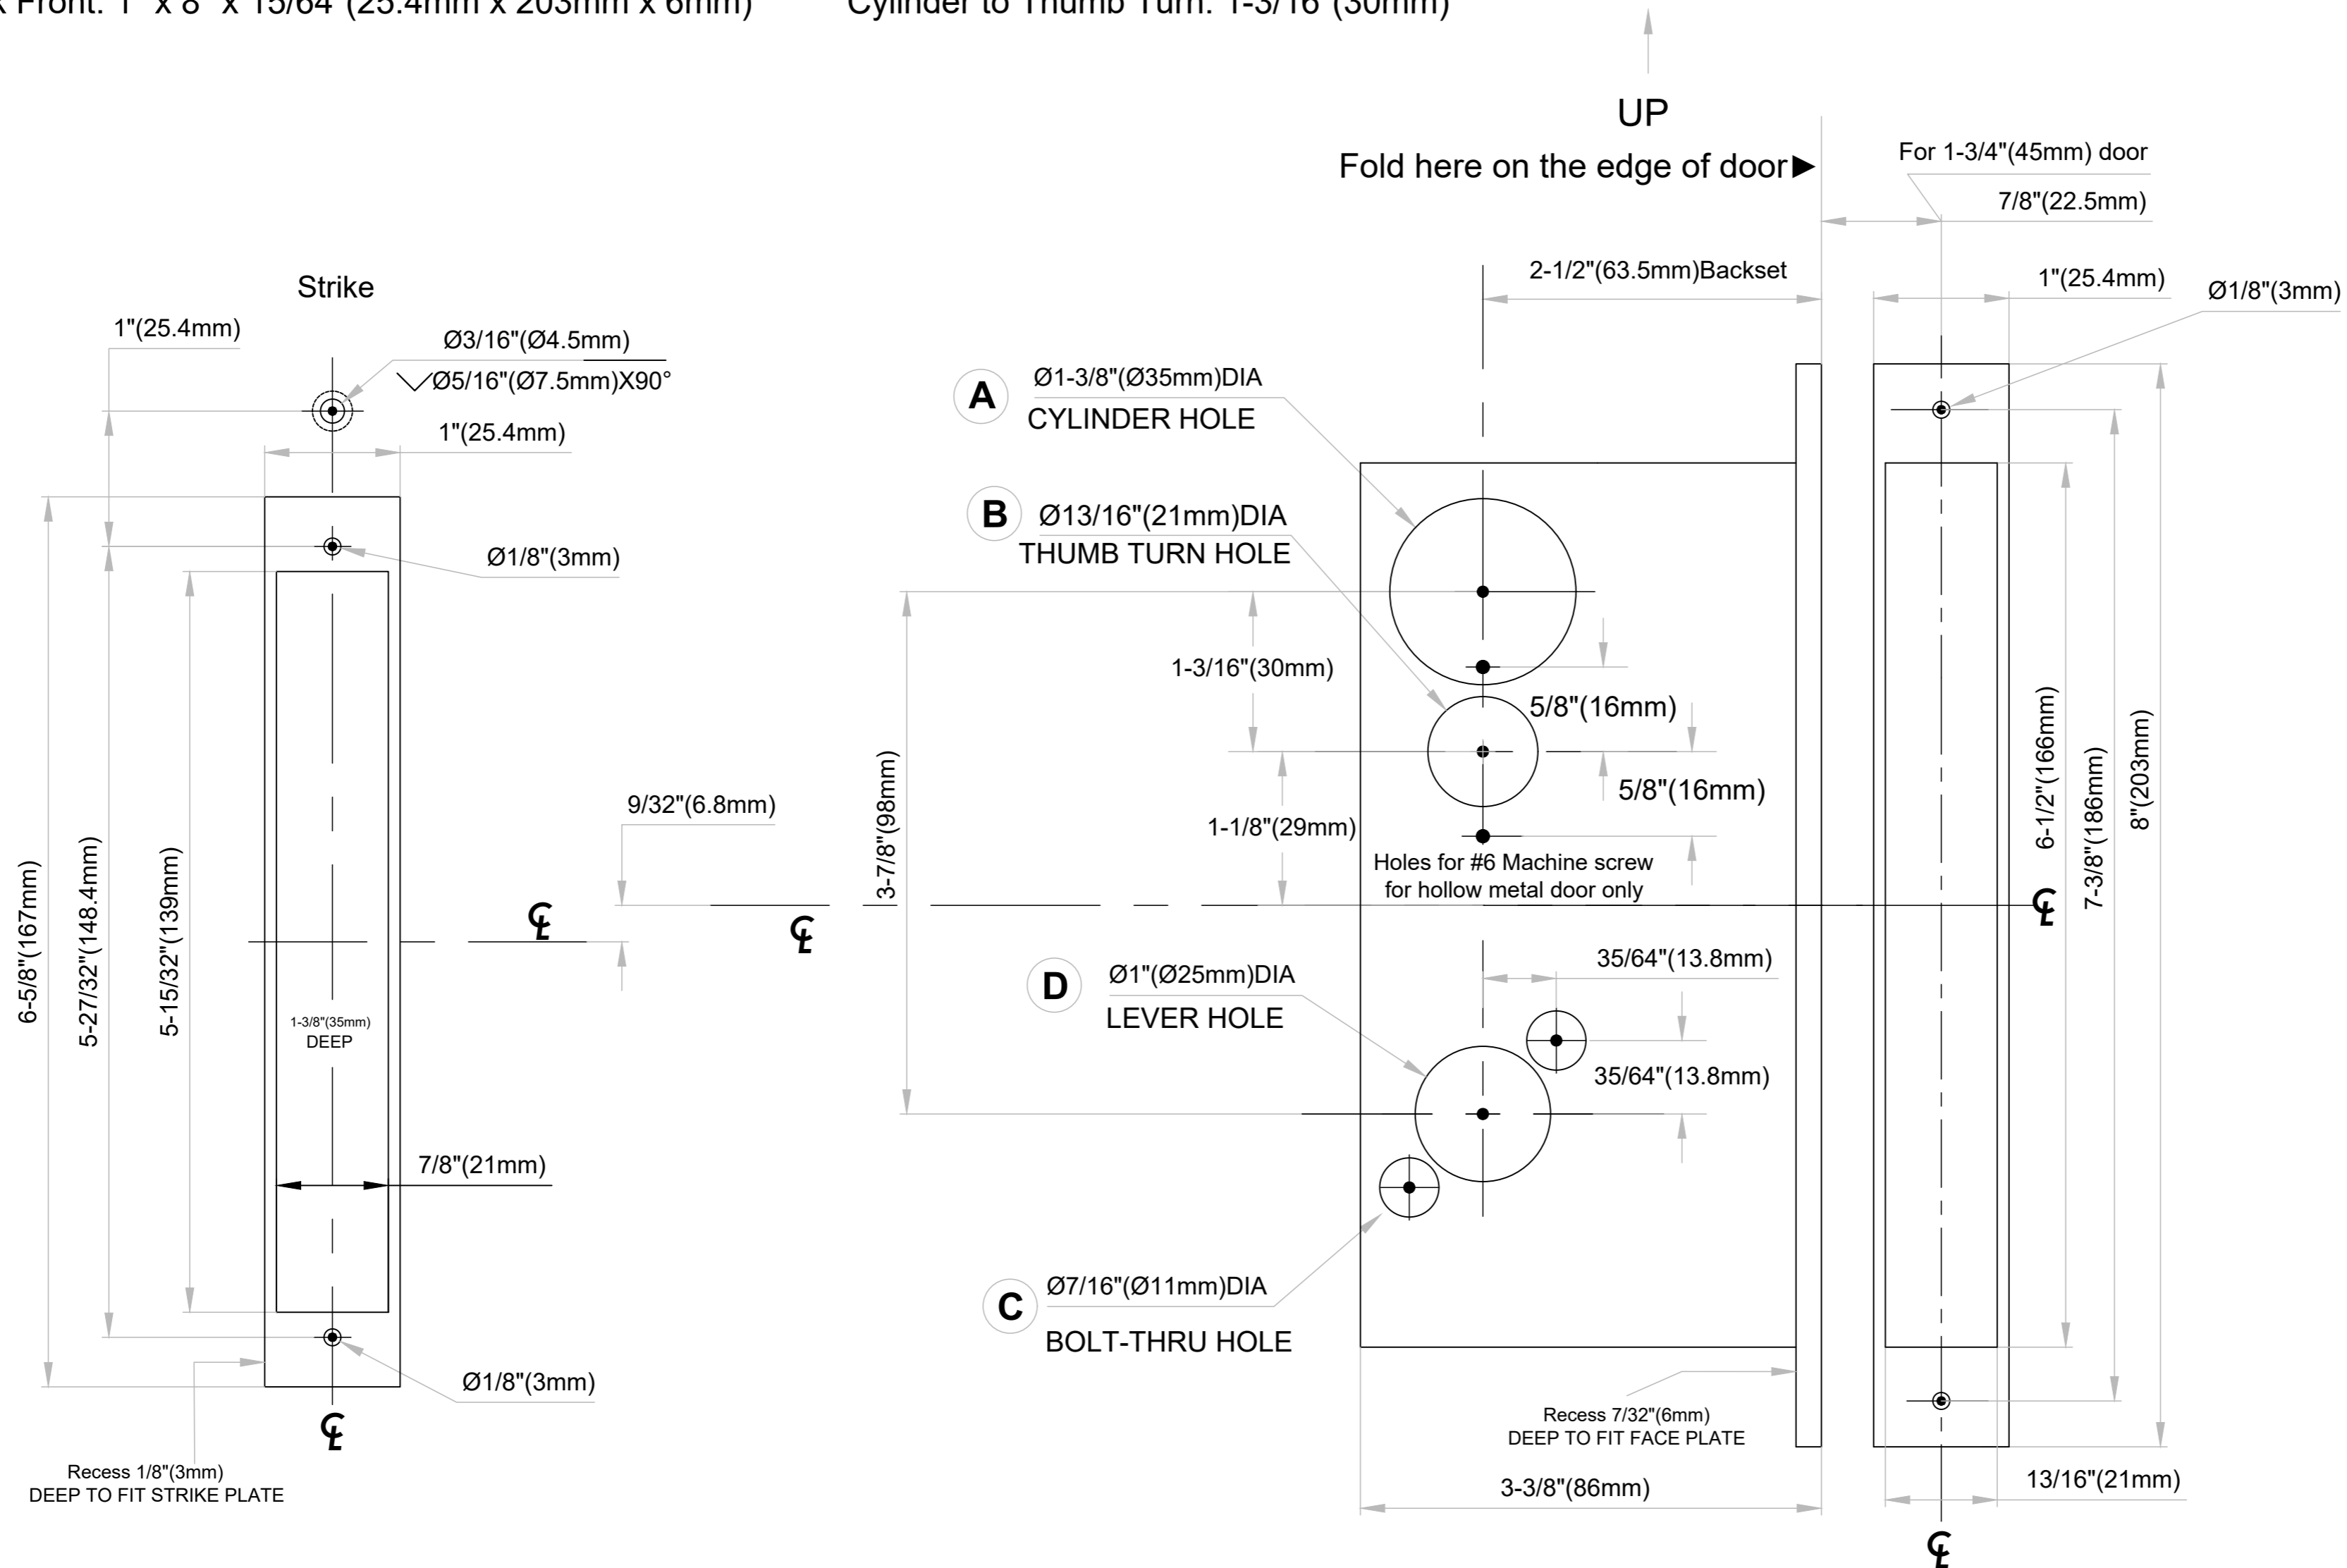 Front: 1" x 8" x 15/64"(25.4mm x 203mm x 6mm)
Cylinder to Thumb Turn: 1-3/16"(30mm)
UP
Fold here on the edge of door▶
For 1-3/4"(45mm) door
7/8"(22.5mm)
2-1/2"(63.5mm)Backset
1"(25.4mm)
Ø1/8"(3mm)
Strike
1"(25.4mm)
Ø3/16"(Ø4.5mm)
Ø5/16"(Ø7.5mm)X90°
1"(25.4mm)
Ø1/8"(3mm)
6-5/8"(167mm)
5-27/32"(148.4mm)
5-15/32"(139mm)
9/32"(6.8mm)
℄
℄
1-3/8"(35mm)
DEEP
7/8"(21mm)
Ø1/8"(3mm)
℄
Recess 1/8"(3mm)
DEEP TO FIT STRIKE PLATE
A
Ø1-3/8"(Ø35mm)DIA
CYLINDER HOLE
B
Ø13/16"(21mm)DIA
THUMB TURN HOLE
1-3/16"(30mm)
5/8"(16mm)
5/8"(16mm)
3-7/8"(98mm)
1-1/8"(29mm)
Holes for #6 Machine screw
for hollow metal door only
D
Ø1"(Ø25mm)DIA
LEVER HOLE
35/64"(13.8mm)
35/64"(13.8mm)
C
Ø7/16"(Ø11mm)DIA
BOLT-THRU HOLE
Recess 7/32"(6mm)
DEEP TO FIT FACE PLATE
3-3/8"(86mm)
6-1/2"(166mm)
7-3/8"(186mm)
8"(203mm)
℄
13/16"(21mm)
℄